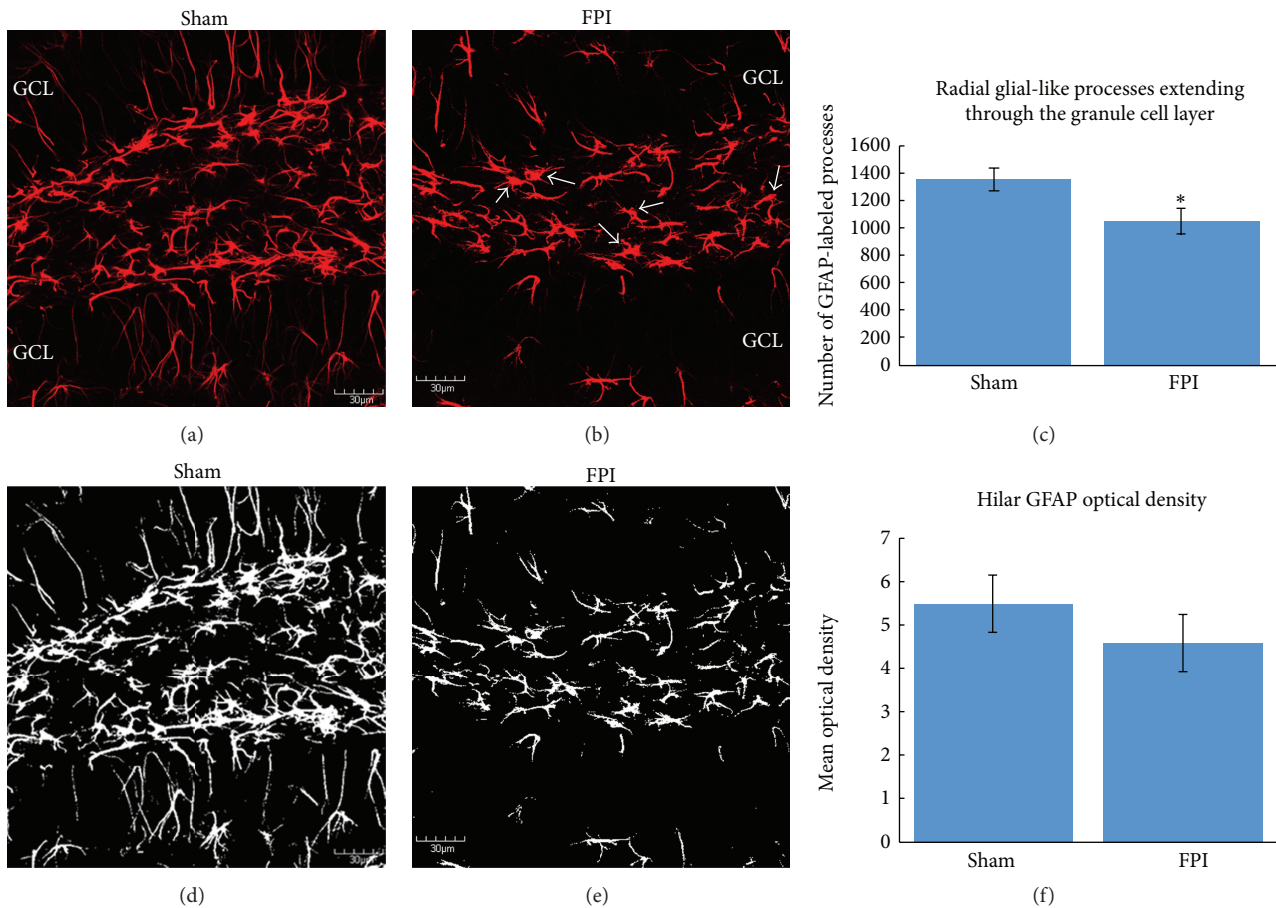 Sham
GCL
GCL
30μm
(a)
FPI
GCL
GCL
30μm
(b)
Radial glial-like processes extending
through the granule cell layer
Number of GFAP-labeled processes
1600
1400
1200
1000
800
600
400
200
0
*
Sham
FPI
(c)
Sham
30μm
(d)
FPI
30μm
(e)
Hilar GFAP optical density
Mean optical density
7
6
5
4
3
2
1
0
Sham
FPI
(f)